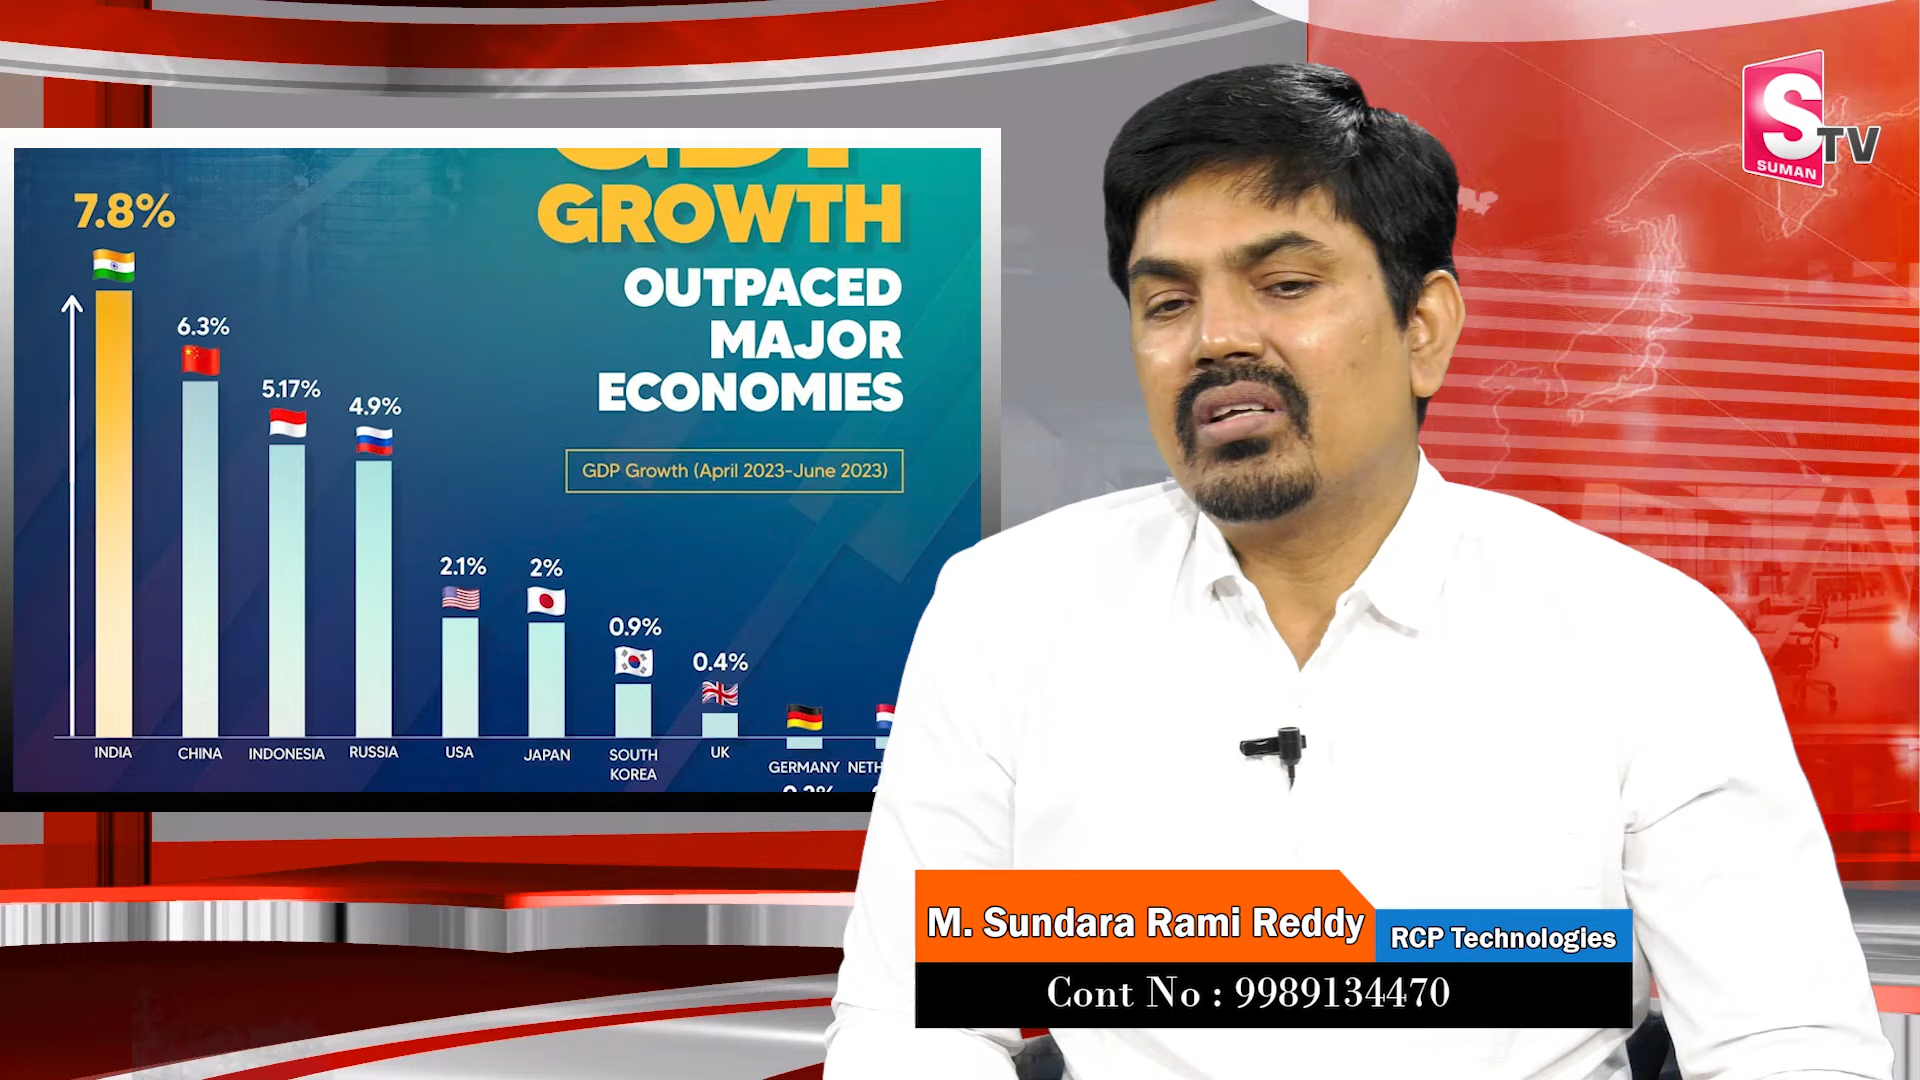 S
TV
SUMAN
GDP
GROWTH
OUTPACED
MAJOR
ECONOMIES
GDP Growth (April 2023-June 2023)
7.8%
6.3%
5.17%
4.9%
2.1%
2%
0.9%
0.4%
INDIA
CHINA
INDONESIA
RUSSIA
USA
JAPAN
SOUTH
KOREA
UK
GERMANY
M. Sundara Rami Reddy
RCP Technologies
Cont No : 9989134470